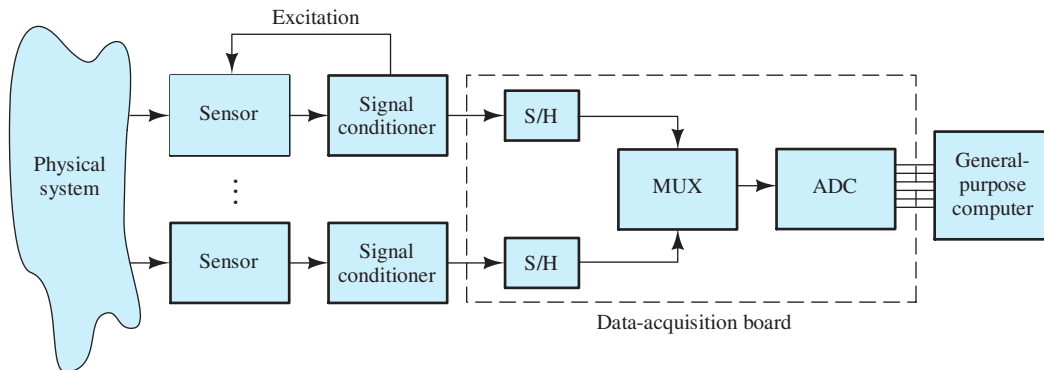 Excitation
Sensor
Signal
conditioner
S/H
Physical
system
MUX
ADC
General-
purpose
computer
Sensor
Signal
conditioner
S/H
Data-acquisition board